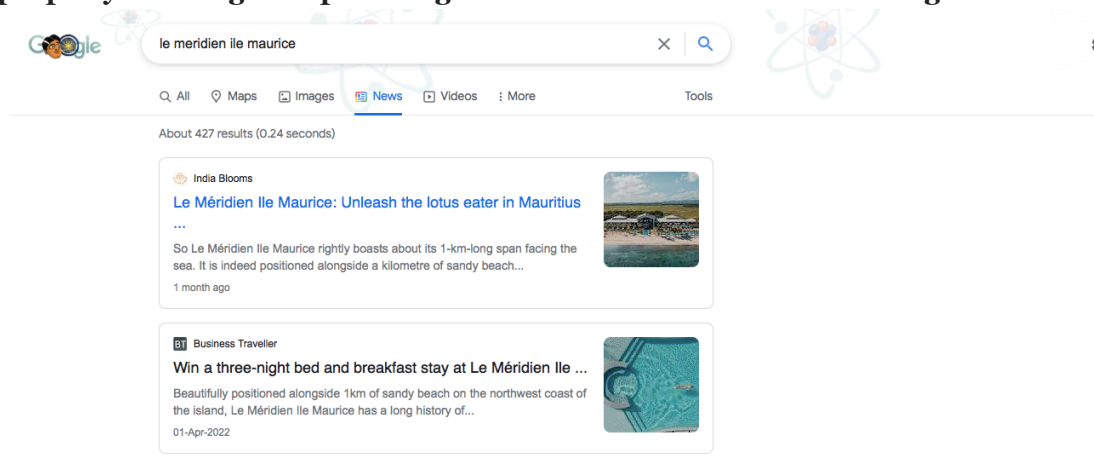 Google
le meridien ile maurice
All Maps Images News Videos More Tools
About 427 results (0.24 seconds)
India Blooms
Le Méridien Ile Maurice: Unleash the lotus eater in Mauritius
...
So Le Méridien Ile Maurice rightly boasts about its 1-km-long span facing the
sea. It is indeed positioned alongside a kilometre of sandy beach...
1 month ago
BT Business Traveller
Win a three-night bed and breakfast stay at Le Méridien Ile ...
Beautifully positioned alongside 1km of sandy beach on the northwest coast of
the island, Le Méridien Ile Maurice has a long history of...
01-Apr-2022